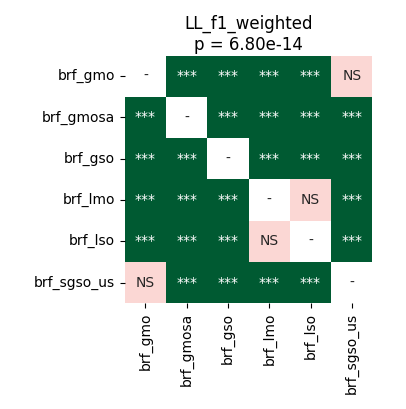 LL_f1_weighted
p = 6.80e-14
brf_gmo - *** *** *** *** NS
brf_gmosa *** - *** *** *** ***
brf_gso *** *** - *** *** ***
brf_lmo *** *** *** - NS ***
brf_lso *** *** *** NS - ***
brf_sgso_us NS *** *** *** *** -
brf_gmo
brf_gmosa
brf_gso
brf_lmo
brf_lso
brf_sgso_us